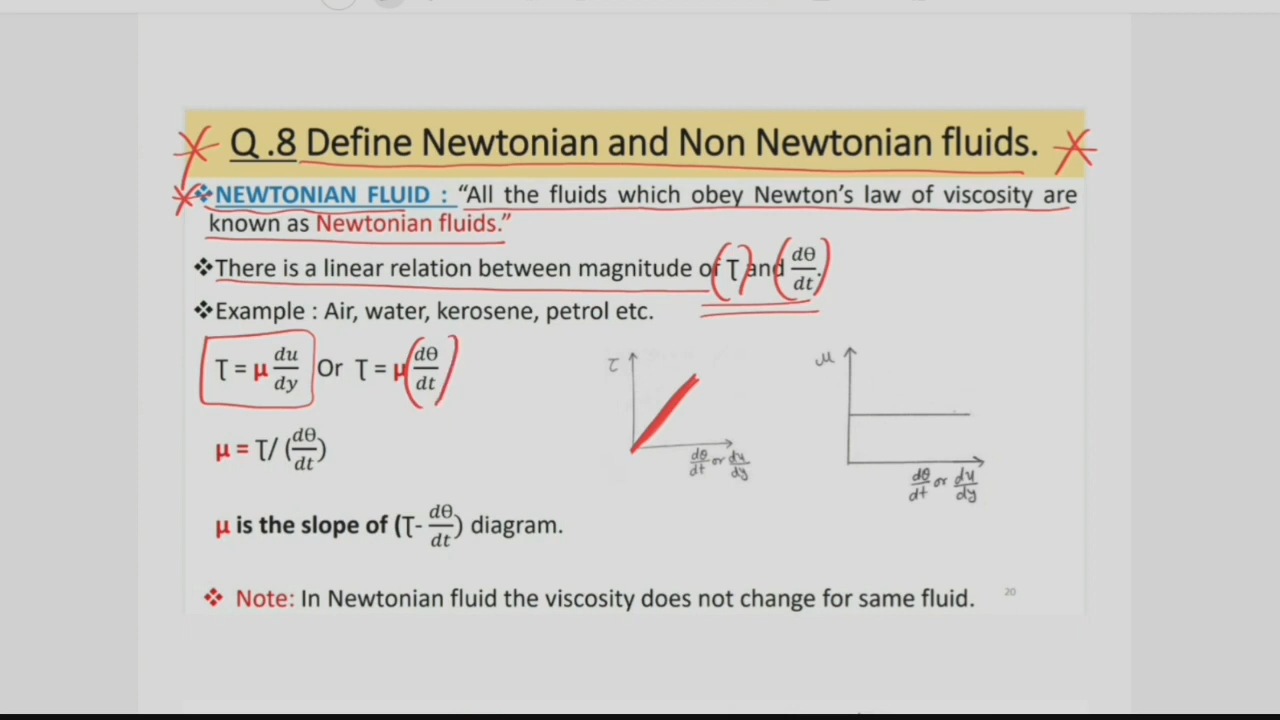 Q .8 Define Newtonian and Non Newtonian fluids.
❖NEWTONIAN FLUID : “All the fluids which obey Newton’s law of viscosity are
known as Newtonian fluids.”
❖There is a linear relation between magnitude of τ and dθ/dt.
❖Example : Air, water, kerosene, petrol etc.
τ = μ du/dy Or τ = μ dθ/dt
τ
μ
μ = τ/ (dθ/dt)
dθ/dt or du/dy
dθ/dt or du/dy
μ is the slope of (τ- dθ/dt) diagram.
❖ Note: In Newtonian fluid the viscosity does not change for same fluid.
20